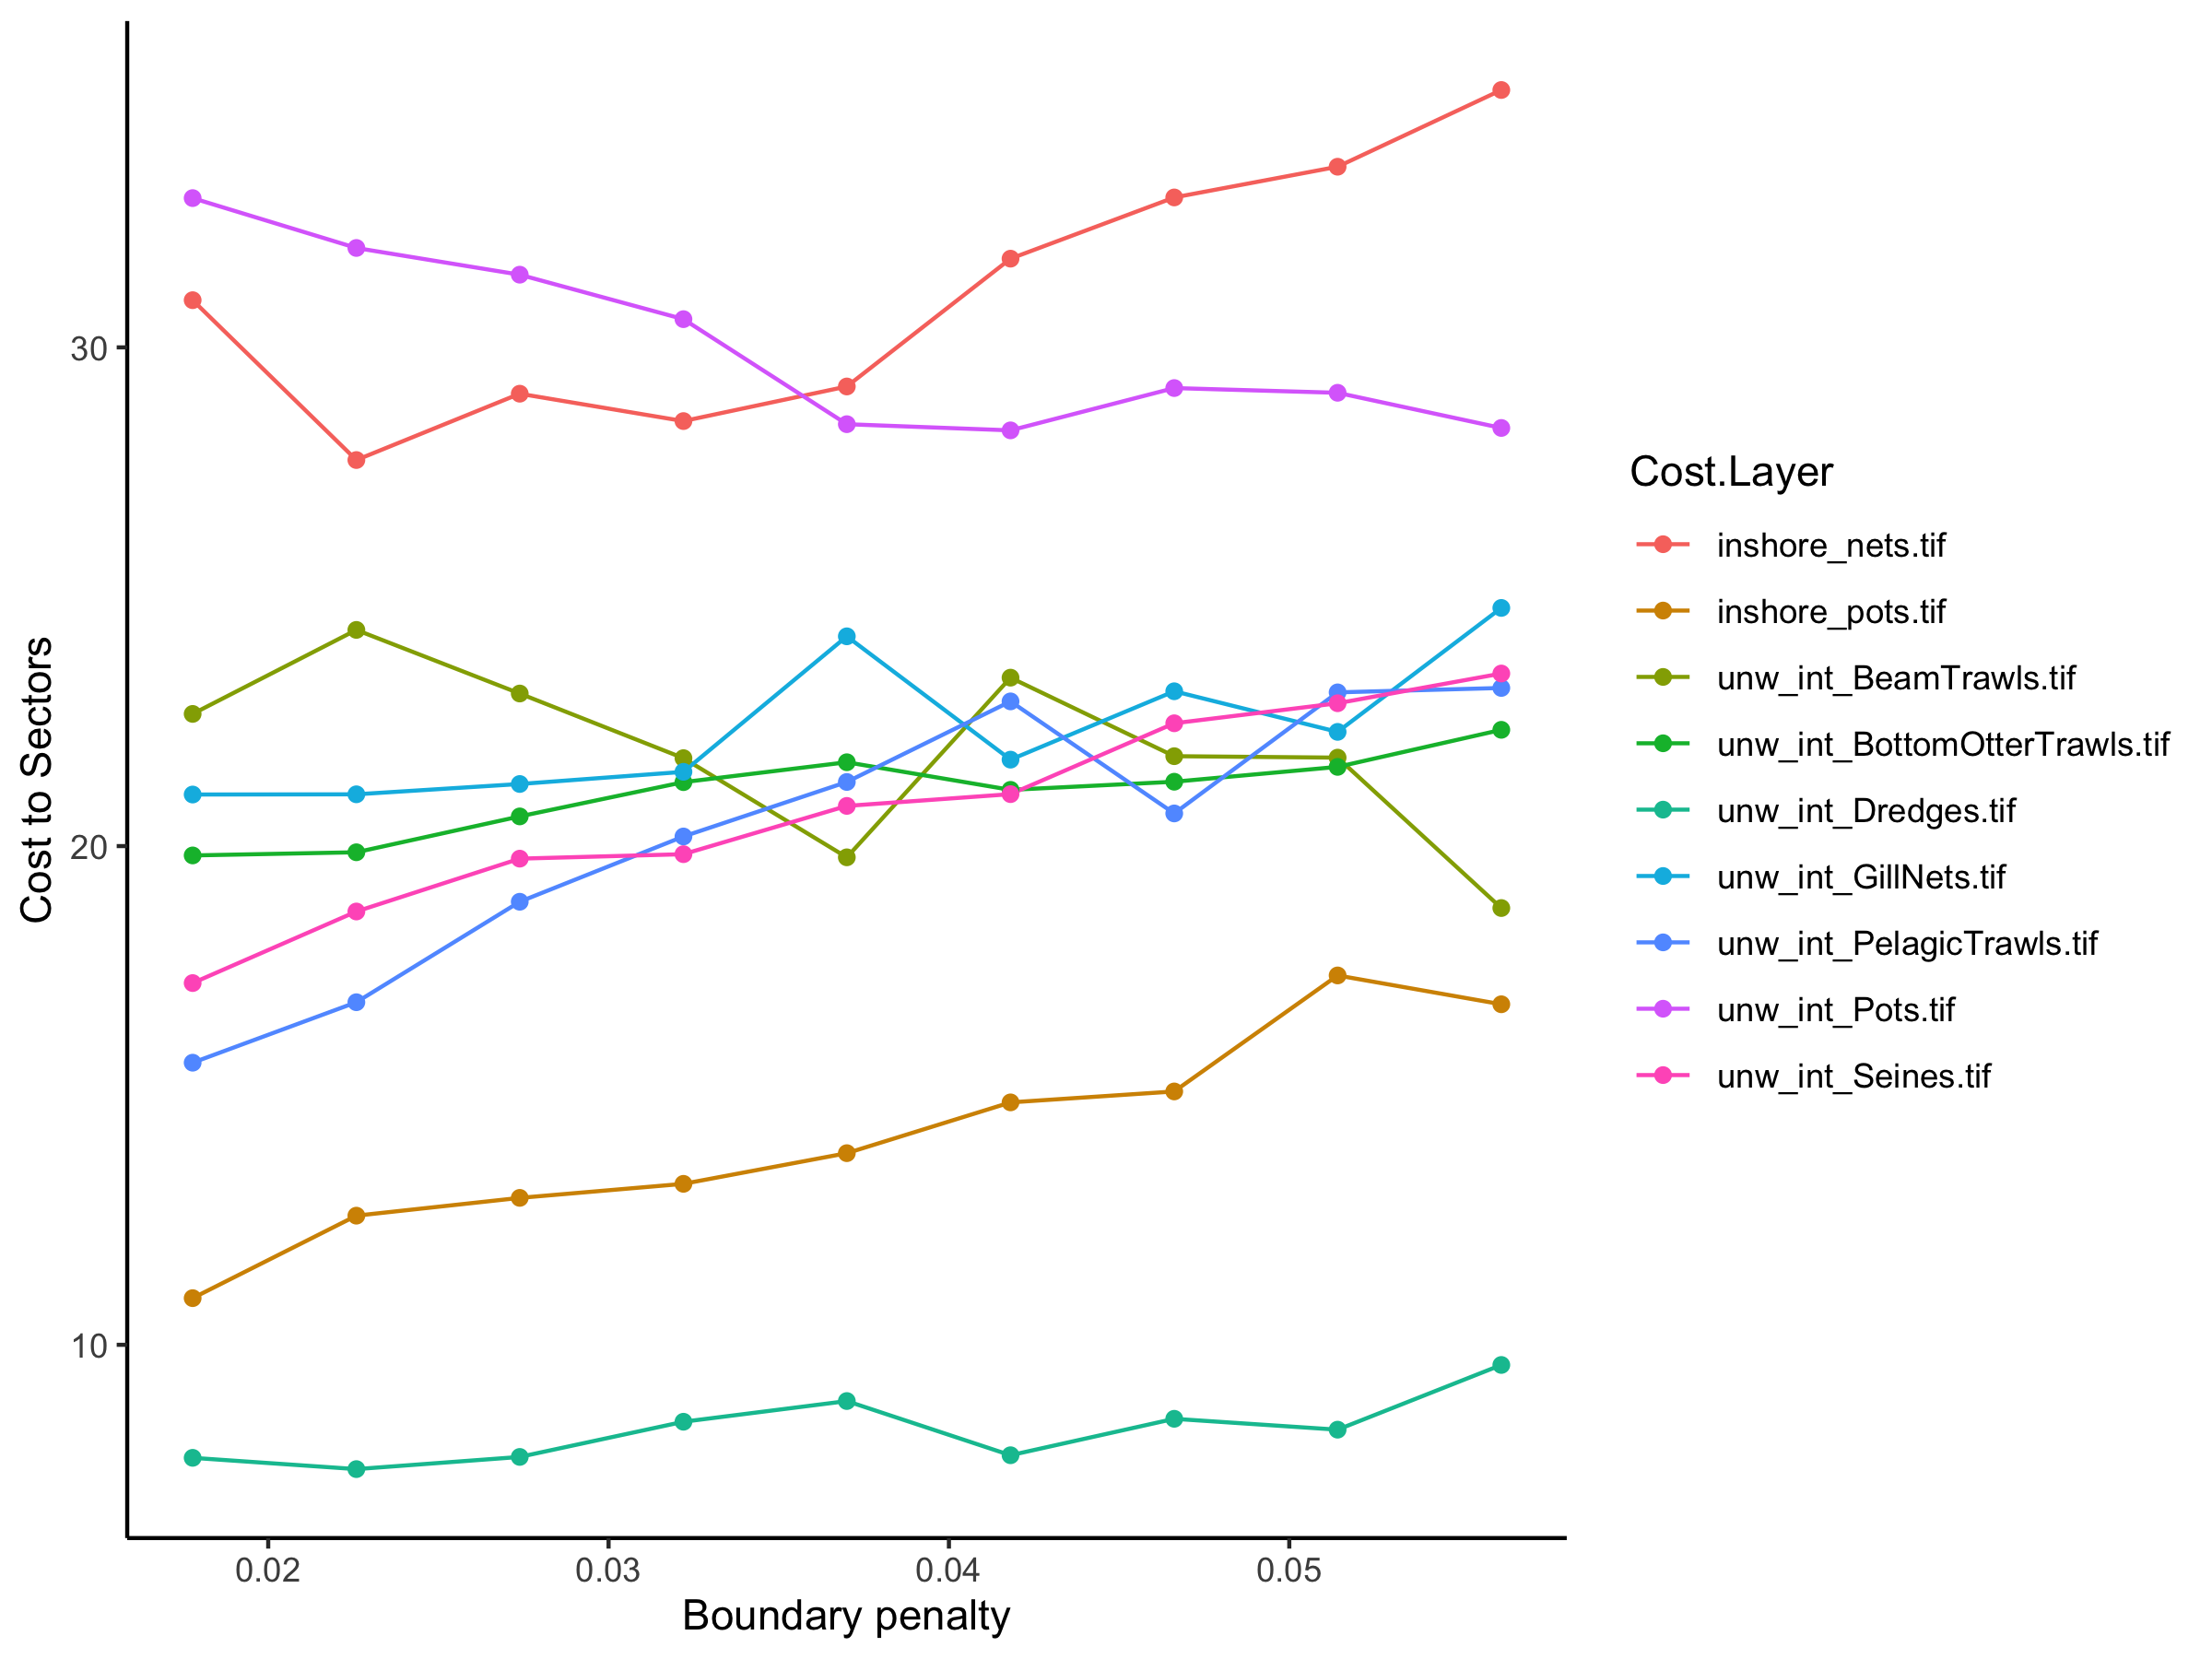 30
20
10
Cost to Sectors
0.02 0.03 0.04 0.05
Boundary penalty
Cost.Layer
inshore_nets.tif
inshore_pots.tif
unw_int_BeamTrawls.tif
unw_int_BottomOtterTrawls.tif
unw_int_Dredges.tif
unw_int_GillNets.tif
unw_int_PelagicTrawls.tif
unw_int_Pots.tif
unw_int_Seines.tif